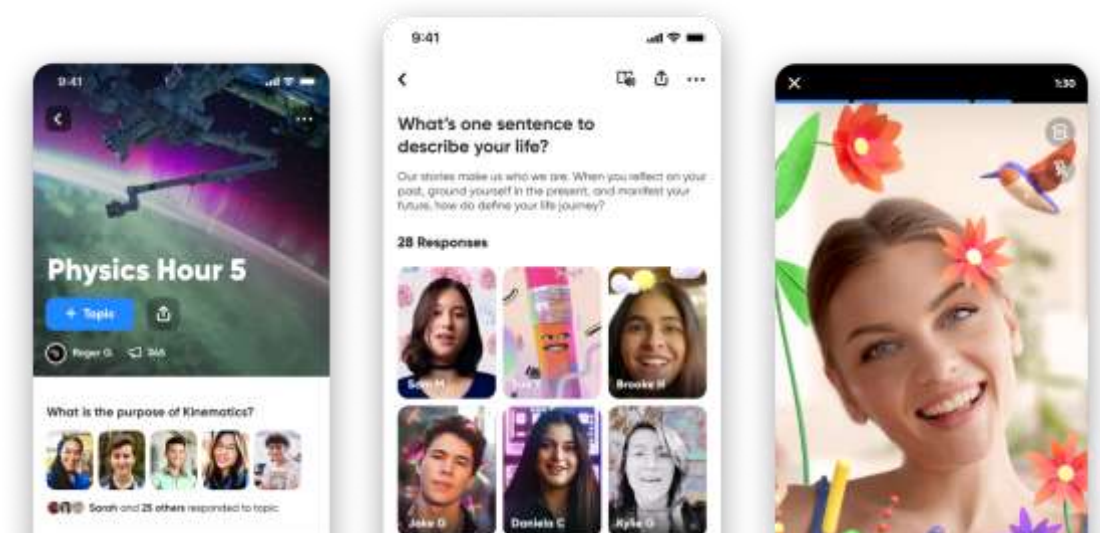 9:41
Physics Hour 5
+ Topic
Roger G.
What is the purpose of Kinematics?
Sarah and 25 others responded to topic
9:41
What's one sentence to
describe your life?
Our stories make us who we are. When you reflect on your
past, ground yourself in the present, and manifest your
future, how do define your life journey?
28 Responses
Sam M
Brooke H
Jake G
Daniela C
Kylie G
1:30